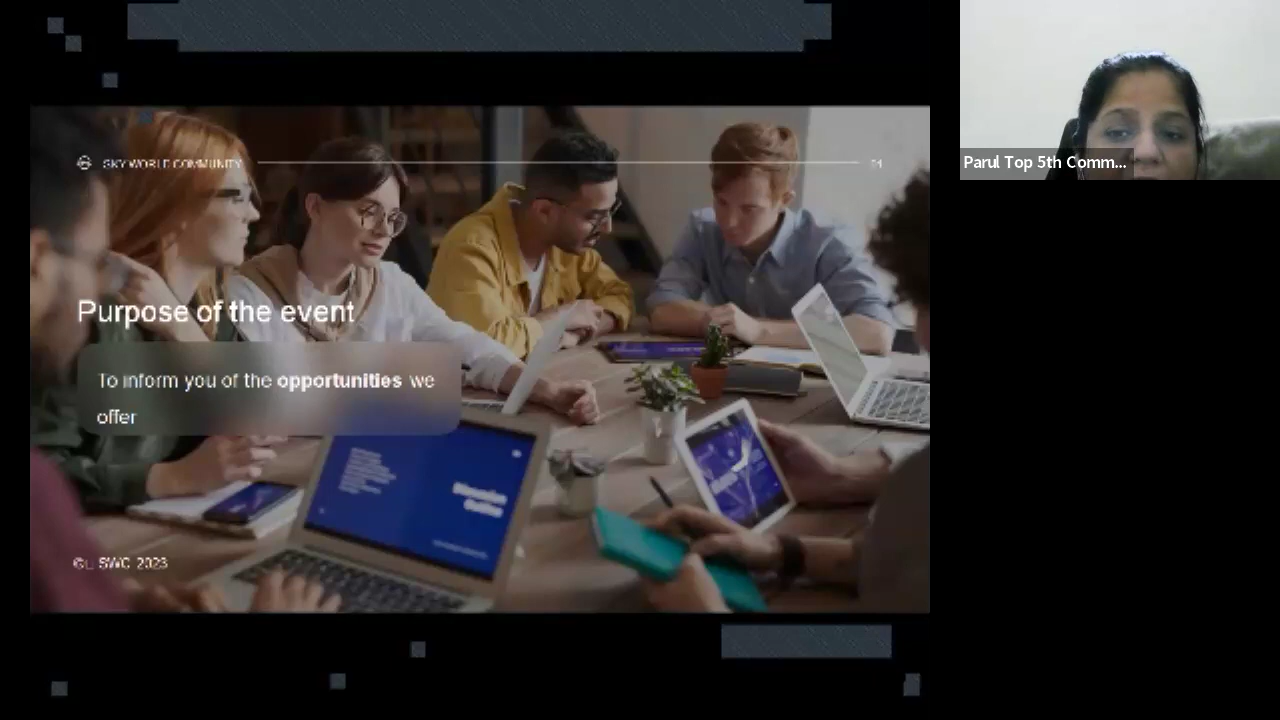 SKY WORLD COMMUNITY
Purpose of the event
To inform you of the opportunities we
offer
SWC 2023
Parul Top 5th Comm...